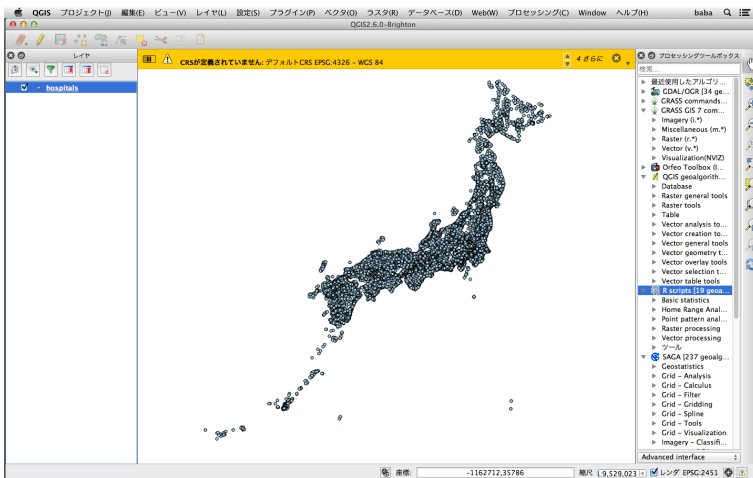 QGIS プロジェクト(J) 編集(E) ビュー(V) レイヤ(L) 設定(S) プラグイン(P) ベクタ(O) ラスタ(R) データベース(D) Web(W) プロセッシング(C) Window ヘルプ(H) baba
QGIS2.6.0-Brighton
レイヤ
hospitals
CRSが定義されていません: デフォルトCRS EPSG:4326 - WGS 84
4 さらに
プロセッシングツールボックス
検索...
最近使用したアルゴリ...
GDAL/OGR [34 ge...
GRASS commands...
GRASS GIS 7 com...
Imagery (i.*)
Miscellaneous (m.*)
Raster (r.*)
Vector (v.*)
Visualization(NVIZ)
Orfeo Toolbox (I...
QGIS geoalgorith...
Database
Raster general tools
Raster tools
Table
Vector analysis to...
Vector creation to...
Vector general tools
Vector geometry t...
Vector overlay tools
Vector selection t...
Vector table tools
R scripts [19 geoa...
Basic statistics
Home Range Anal...
Point pattern anal...
Raster processing
Vector processing
ツール
SAGA [237 geoalg...
Geostatistics
Grid - Analysis
Grid - Calculus
Grid - Filter
Grid - Gridding
Grid - Spline
Grid - Tools
Grid - Visualization
Imagery - Classifi...
Advanced interface
座標: -1162712,35786 縮尺 1:9,529,023 レンダ EPSG:2451